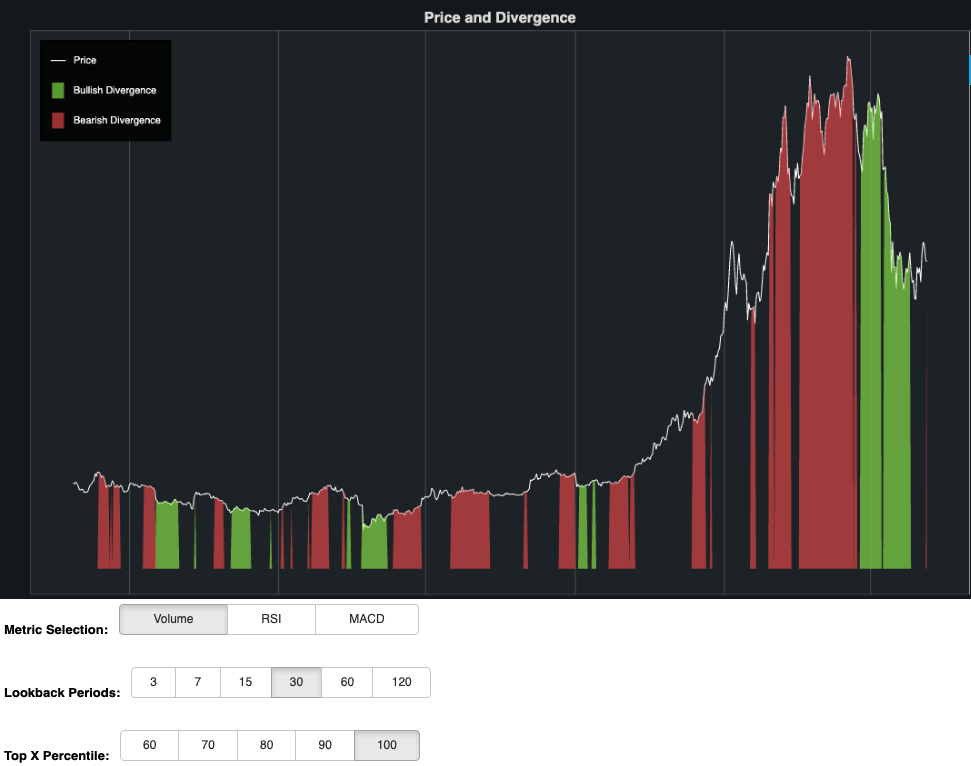 Price and Divergence
Price
Bullish Divergence
Bearish Divergence
Metric Selection: Volume RSI MACD
Lookback Periods: 3 7 15 30 60 120
Top X Percentile: 60 70 80 90 100